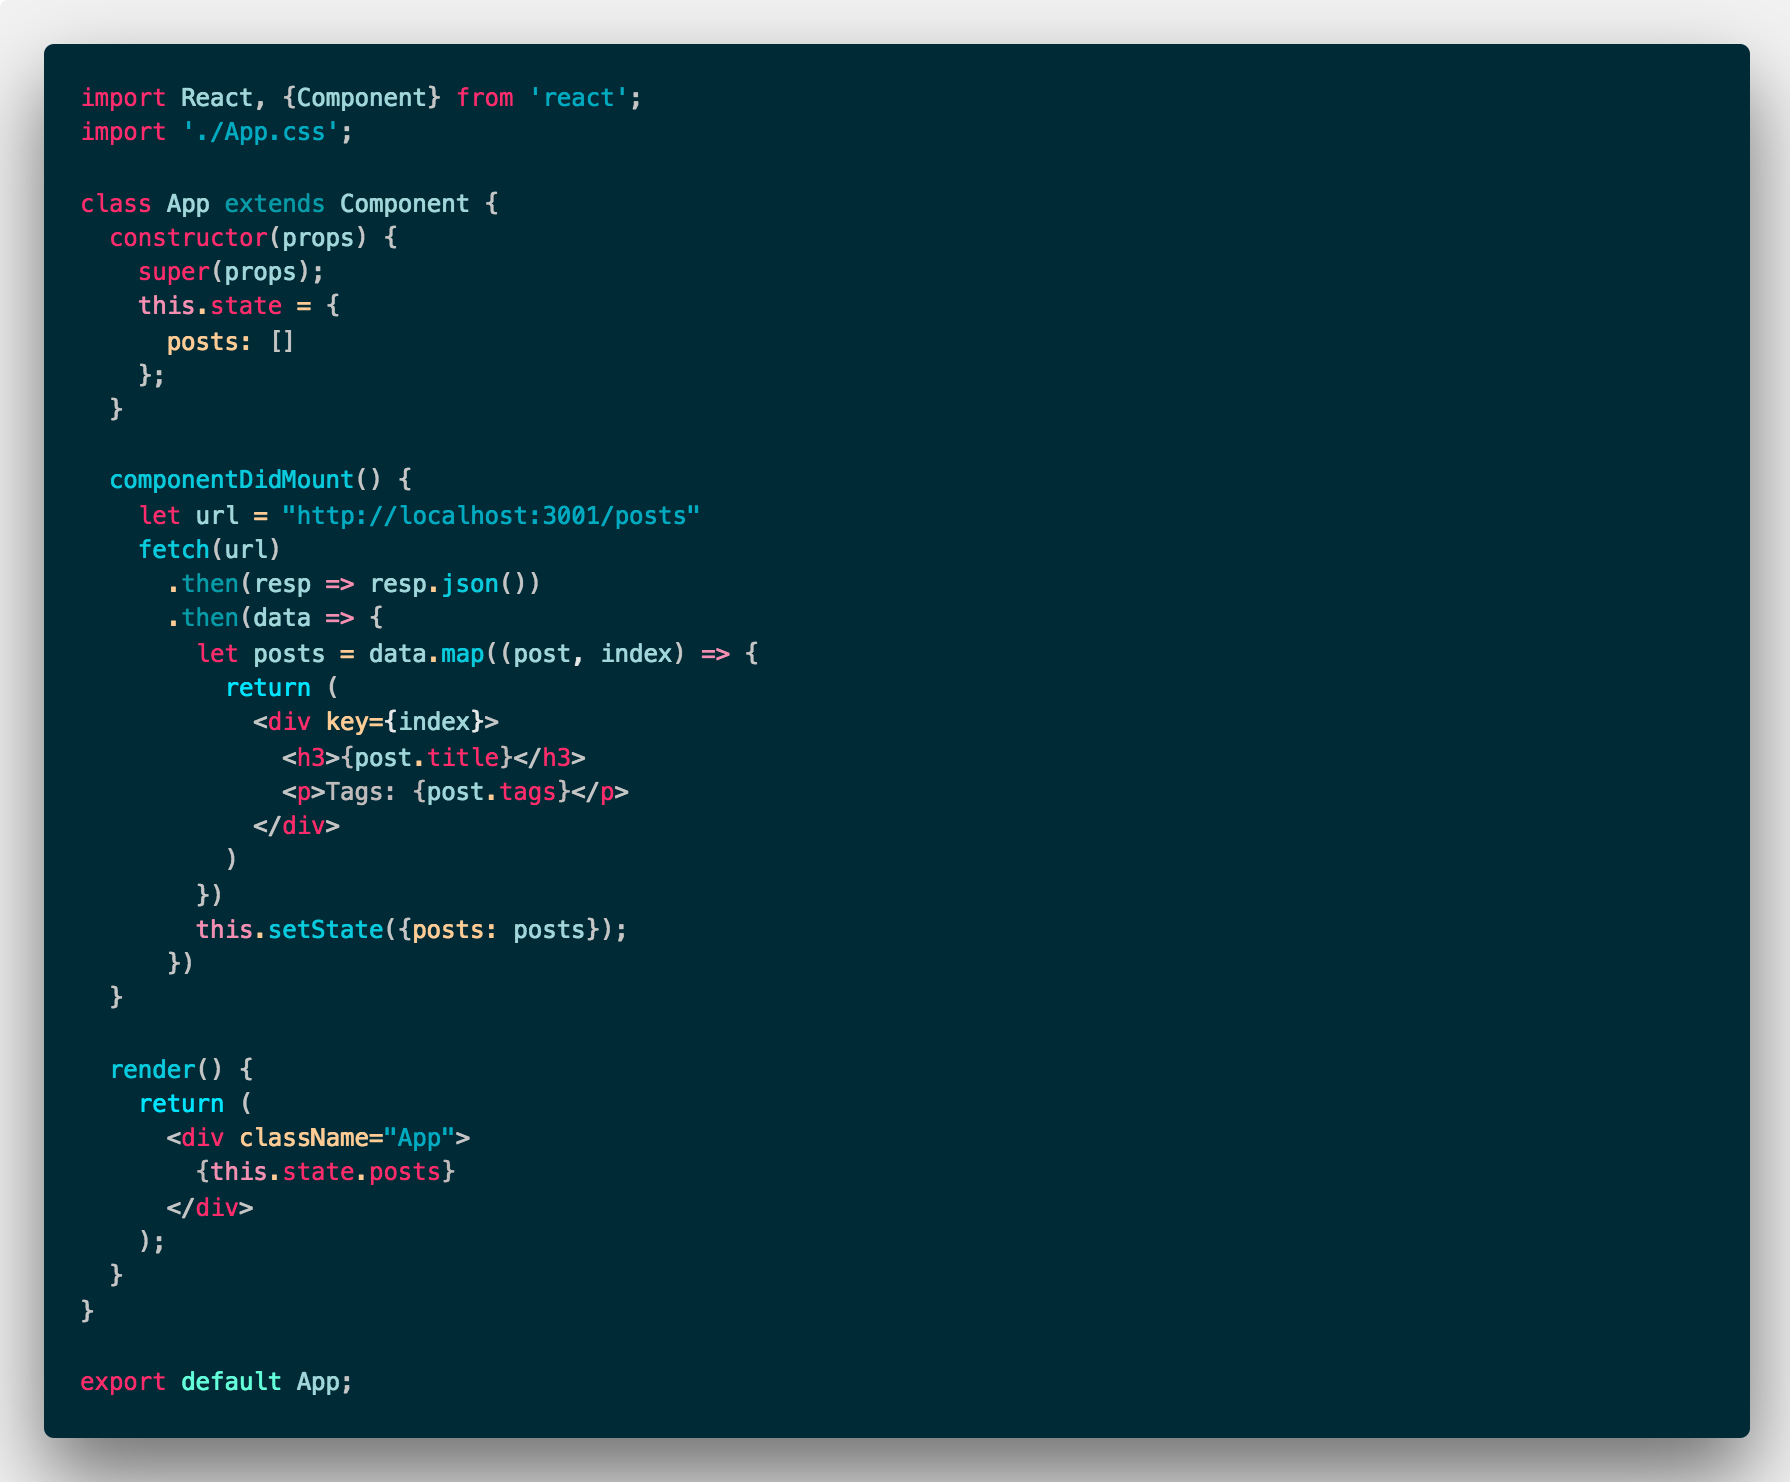 import React, {Component} from 'react';
import './App.css';

class App extends Component {
  constructor(props) {
    super(props);
    this.state = {
      posts: []
    };
  }

  componentDidMount() {
    let url = "http://localhost:3001/posts"
    fetch(url)
      .then(resp => resp.json())
      .then(data => {
        let posts = data.map((post, index) => {
          return (
            <div key={index}>
              <h3>{post.title}</h3>
              <p>Tags: {post.tags}</p>
            </div>
          )
        })
        this.setState({posts: posts});
      })
  }

  render() {
    return (
      <div className="App">
        {this.state.posts}
      </div>
    );
  }
}

export default App;